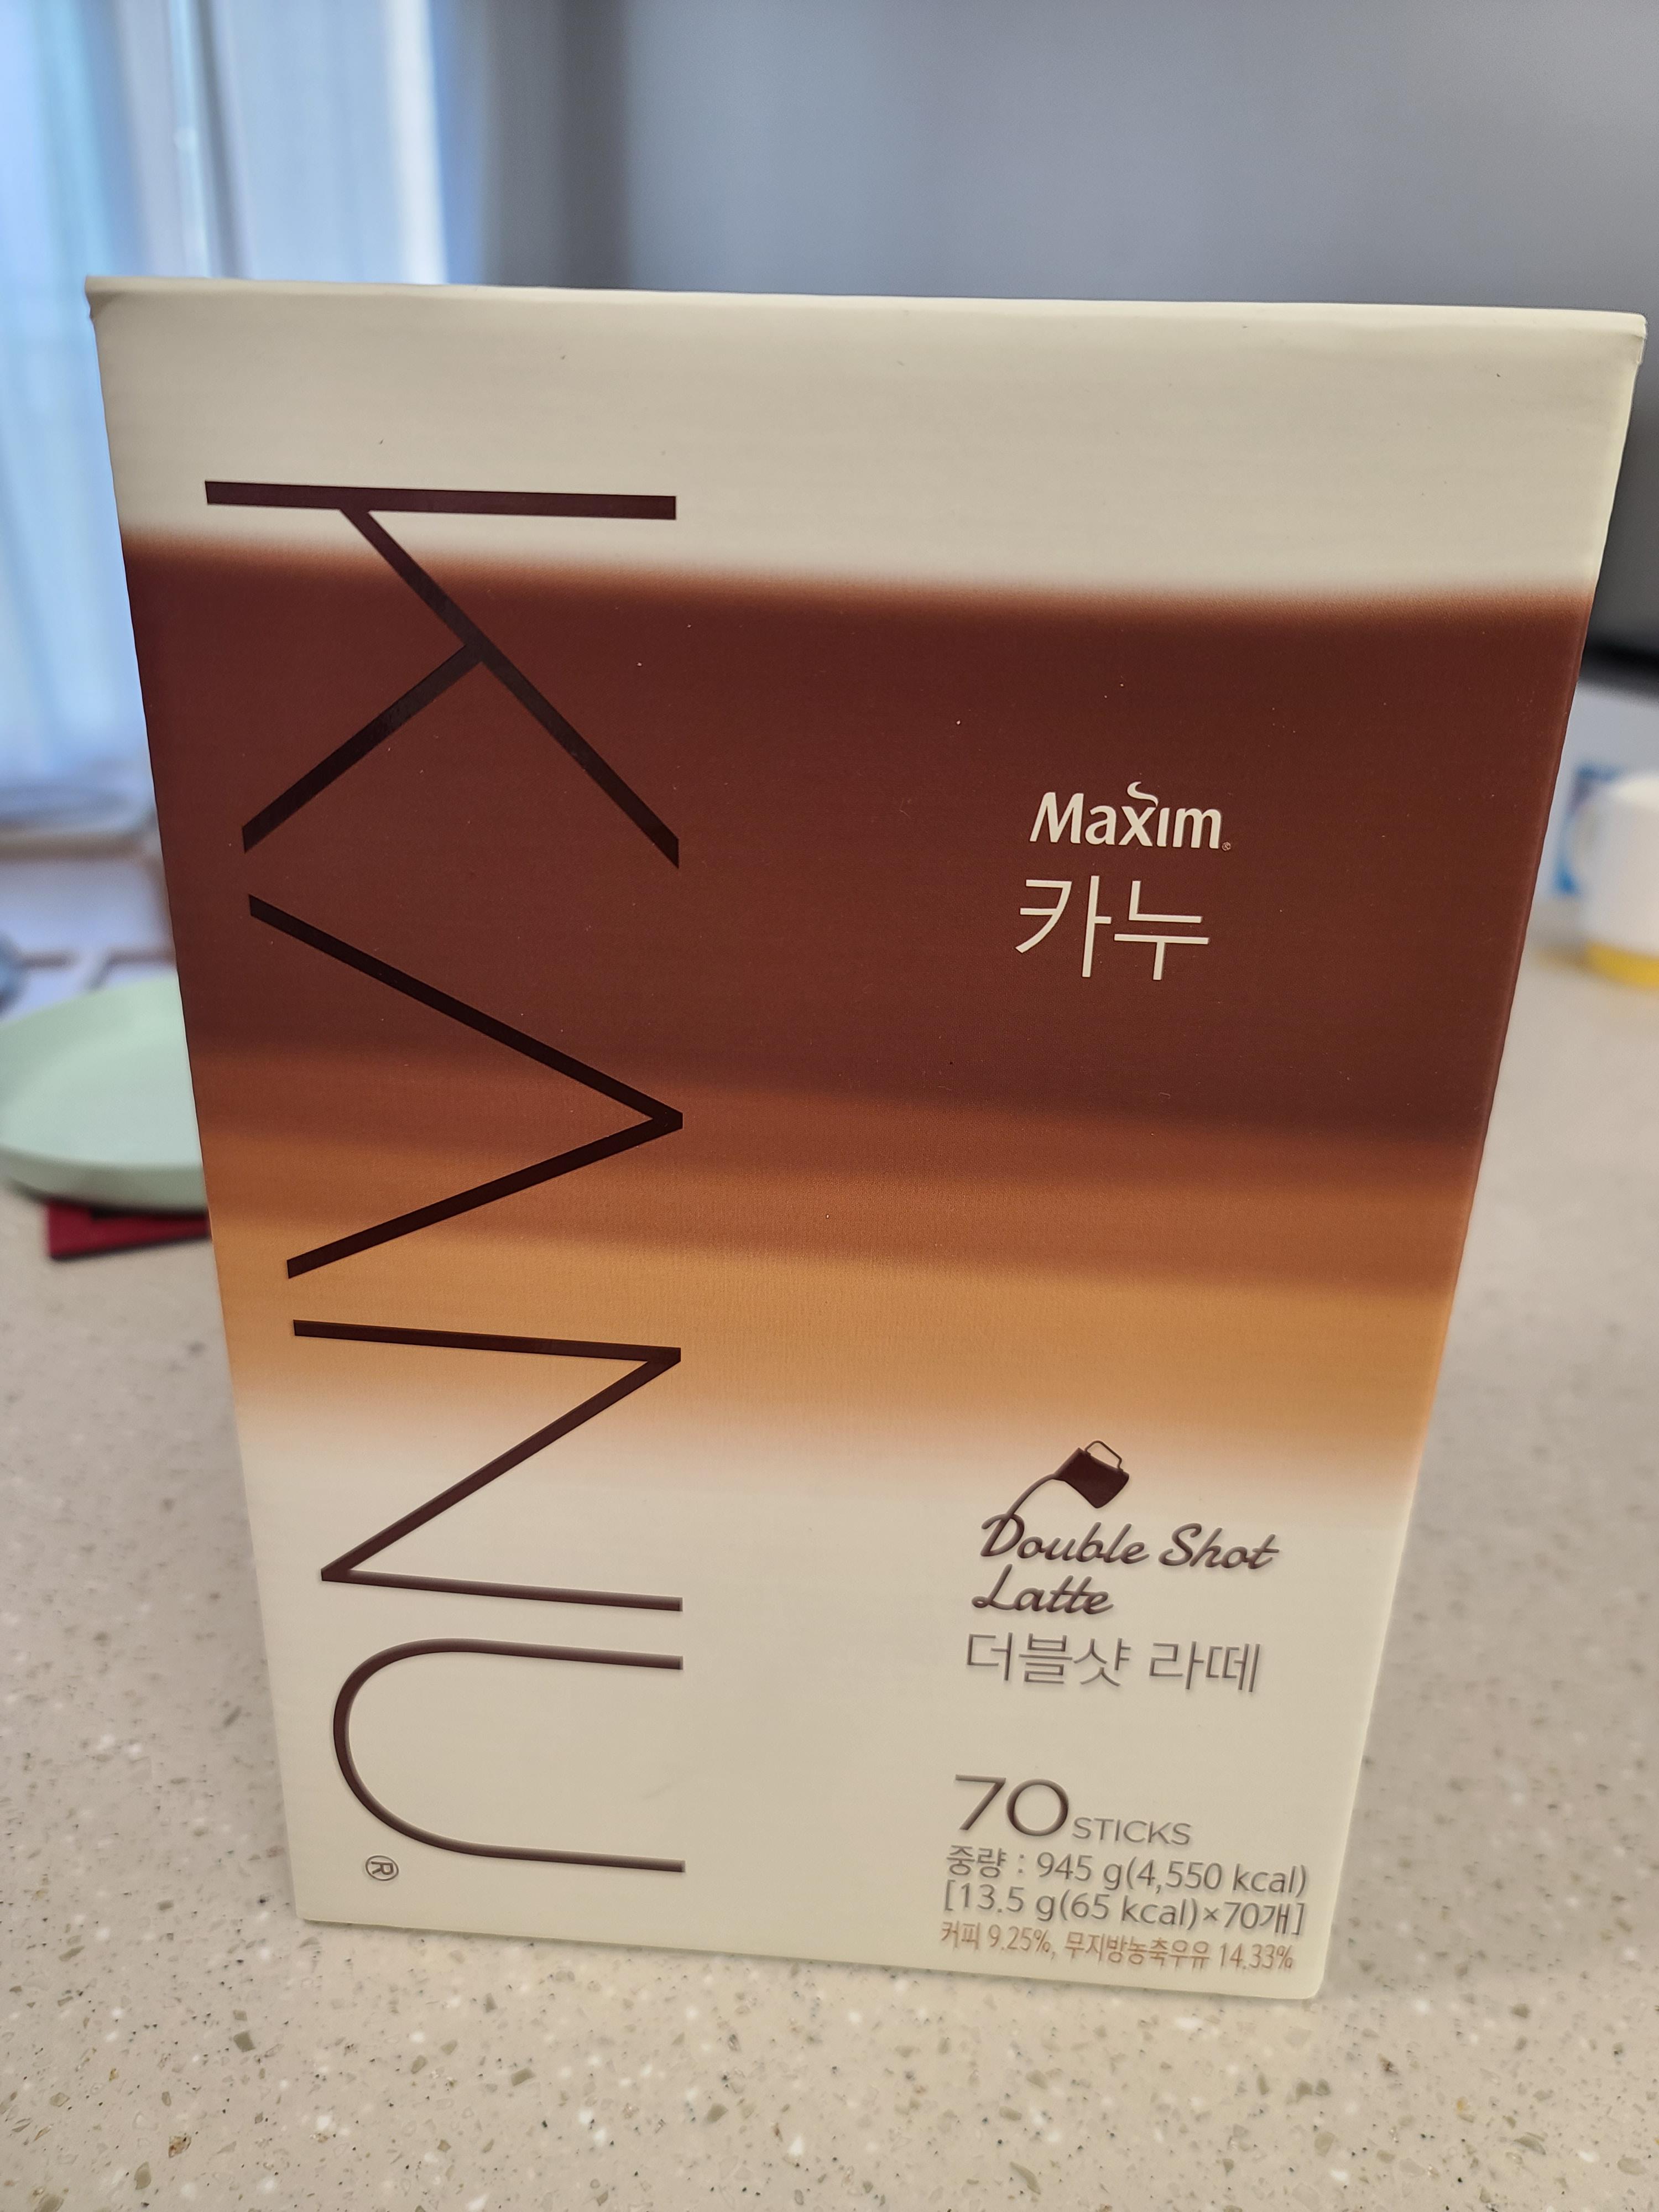 KANU®
Maxim
카누
Double Shot
Latte
더블샷 라떼
70 STICKS
중량 : 945 g(4,550 kcal)
[13.5 g(65 kcal)×70개]
커피 9.25%, 무지방농축우유 14.33%